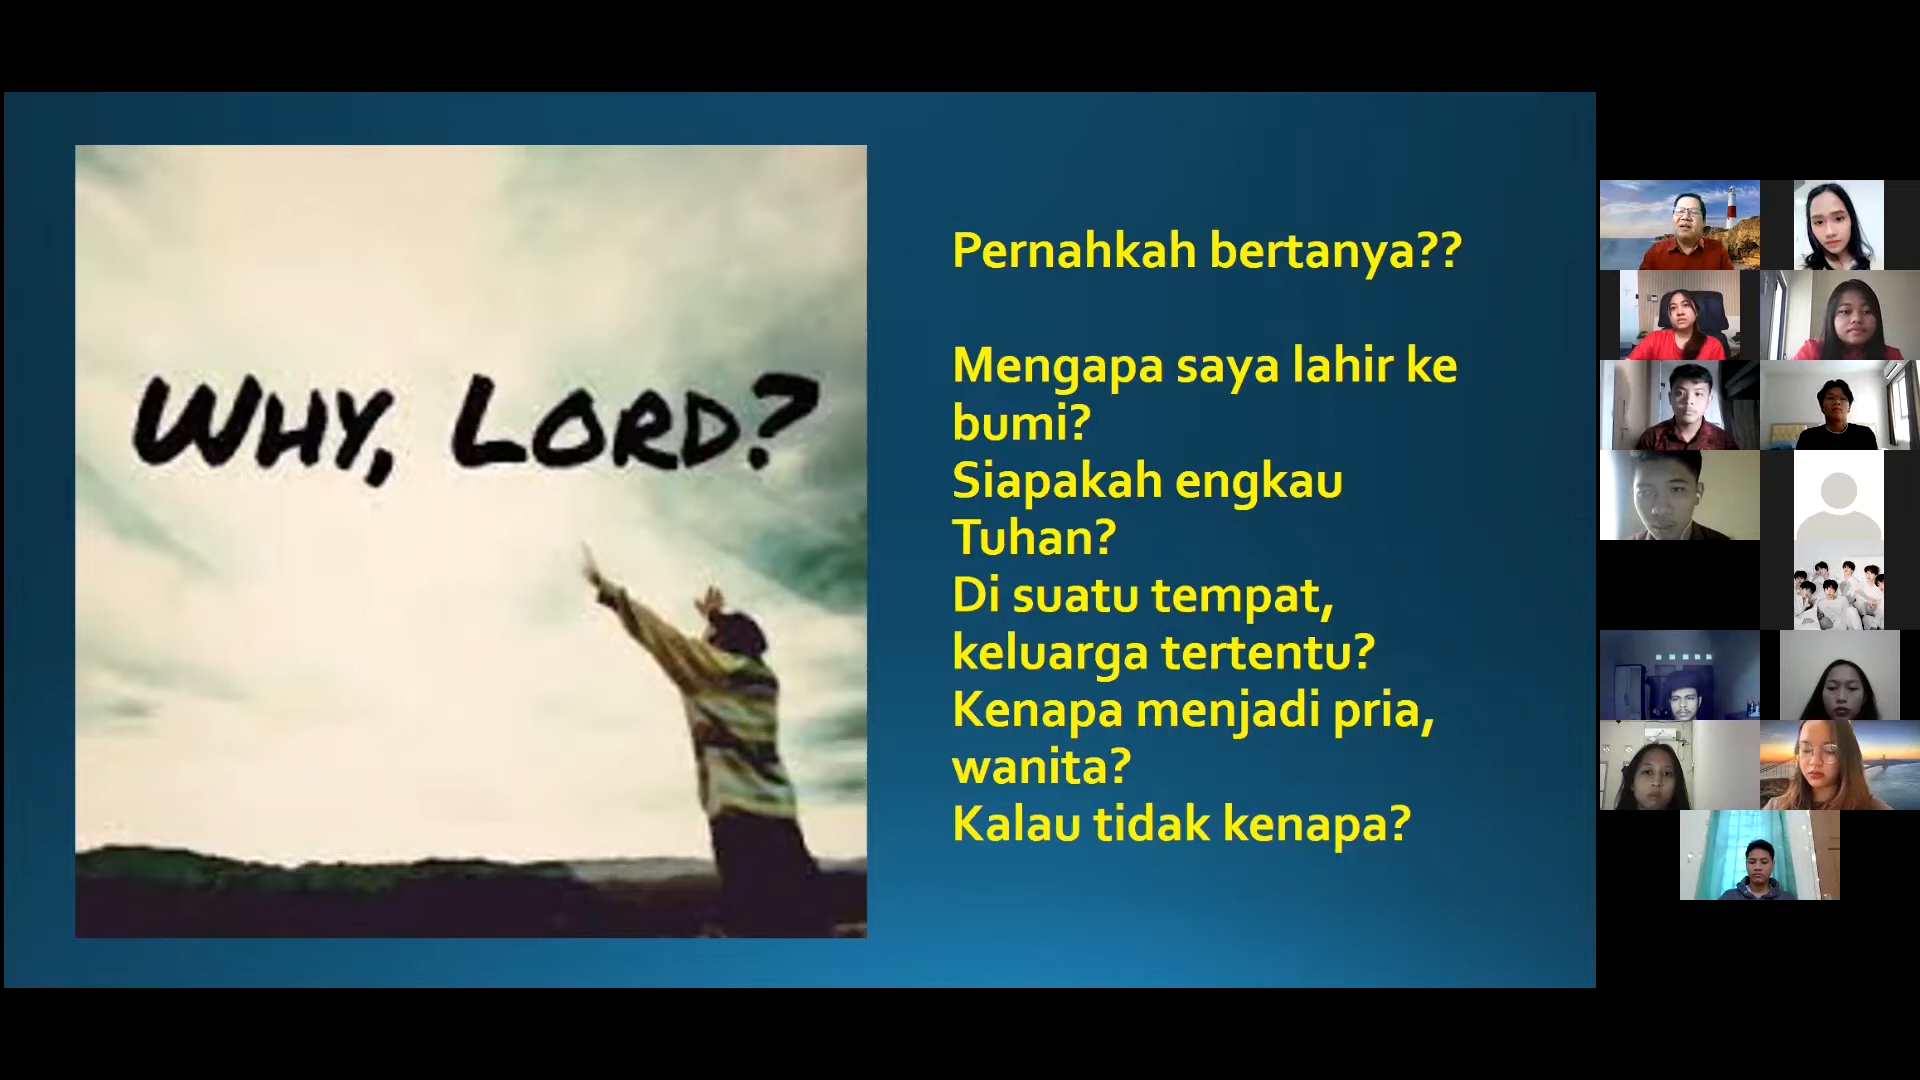 WHY, LORD?
Pernahkah bertanya??
Mengapa saya lahir ke
bumi?
Siapakah engkau
Tuhan?
Di suatu tempat,
keluarga tertentu?
Kenapa menjadi pria,
wanita?
Kalau tidak kenapa?